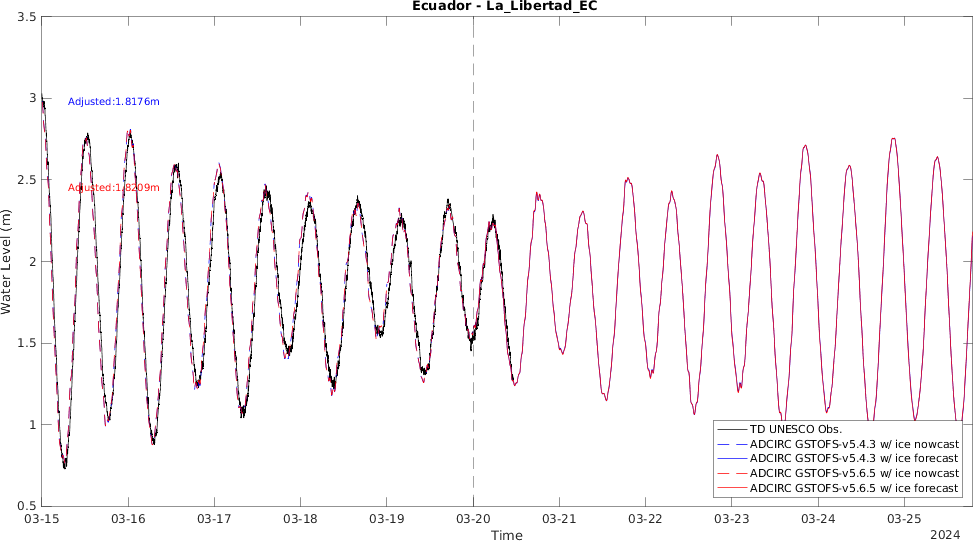 Ecuador - La_Libertad_EC
3.5
3
2.5
2
1.5
1
0.5
Water Level (m)
Adjusted:1.8176m
Adjusted:1.8209m
TD UNESCO Obs.
ADCIRC GSTOFS-v5.4.3 w/ ice nowcast
ADCIRC GSTOFS-v5.4.3 w/ ice forecast
ADCIRC GSTOFS-v5.6.5 w/ ice nowcast
ADCIRC GSTOFS-v5.6.5 w/ ice forecast
03-15 03-16 03-17 03-18 03-19 03-20 03-21 03-22 03-23 03-24 03-25
Time
2024